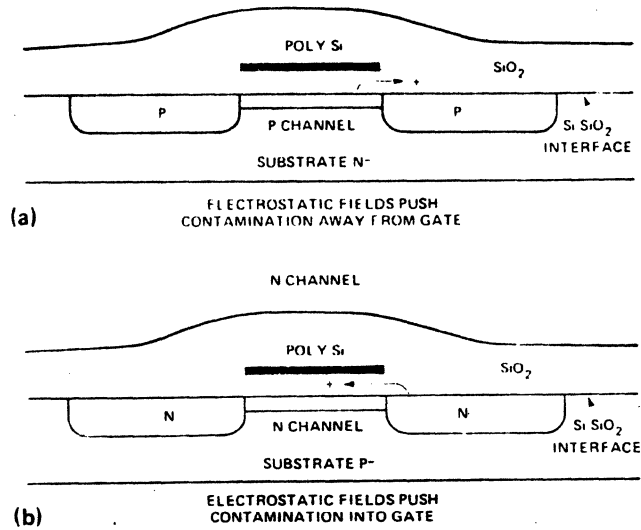 POLY Si
SiO2
P
P
P CHANNEL
Si SiO2
INTERFACE
SUBSTRATE N-
(a)
ELECTROSTATIC FIELDS PUSH
CONTAMINATION AWAY FROM GATE
N CHANNEL
POLY Si
SiO2
N
N
N CHANNEL
Si SiO2
INTERFACE
SUBSTRATE P-
(b)
ELECTROSTATIC FIELDS PUSH
CONTAMINATION INTO GATE